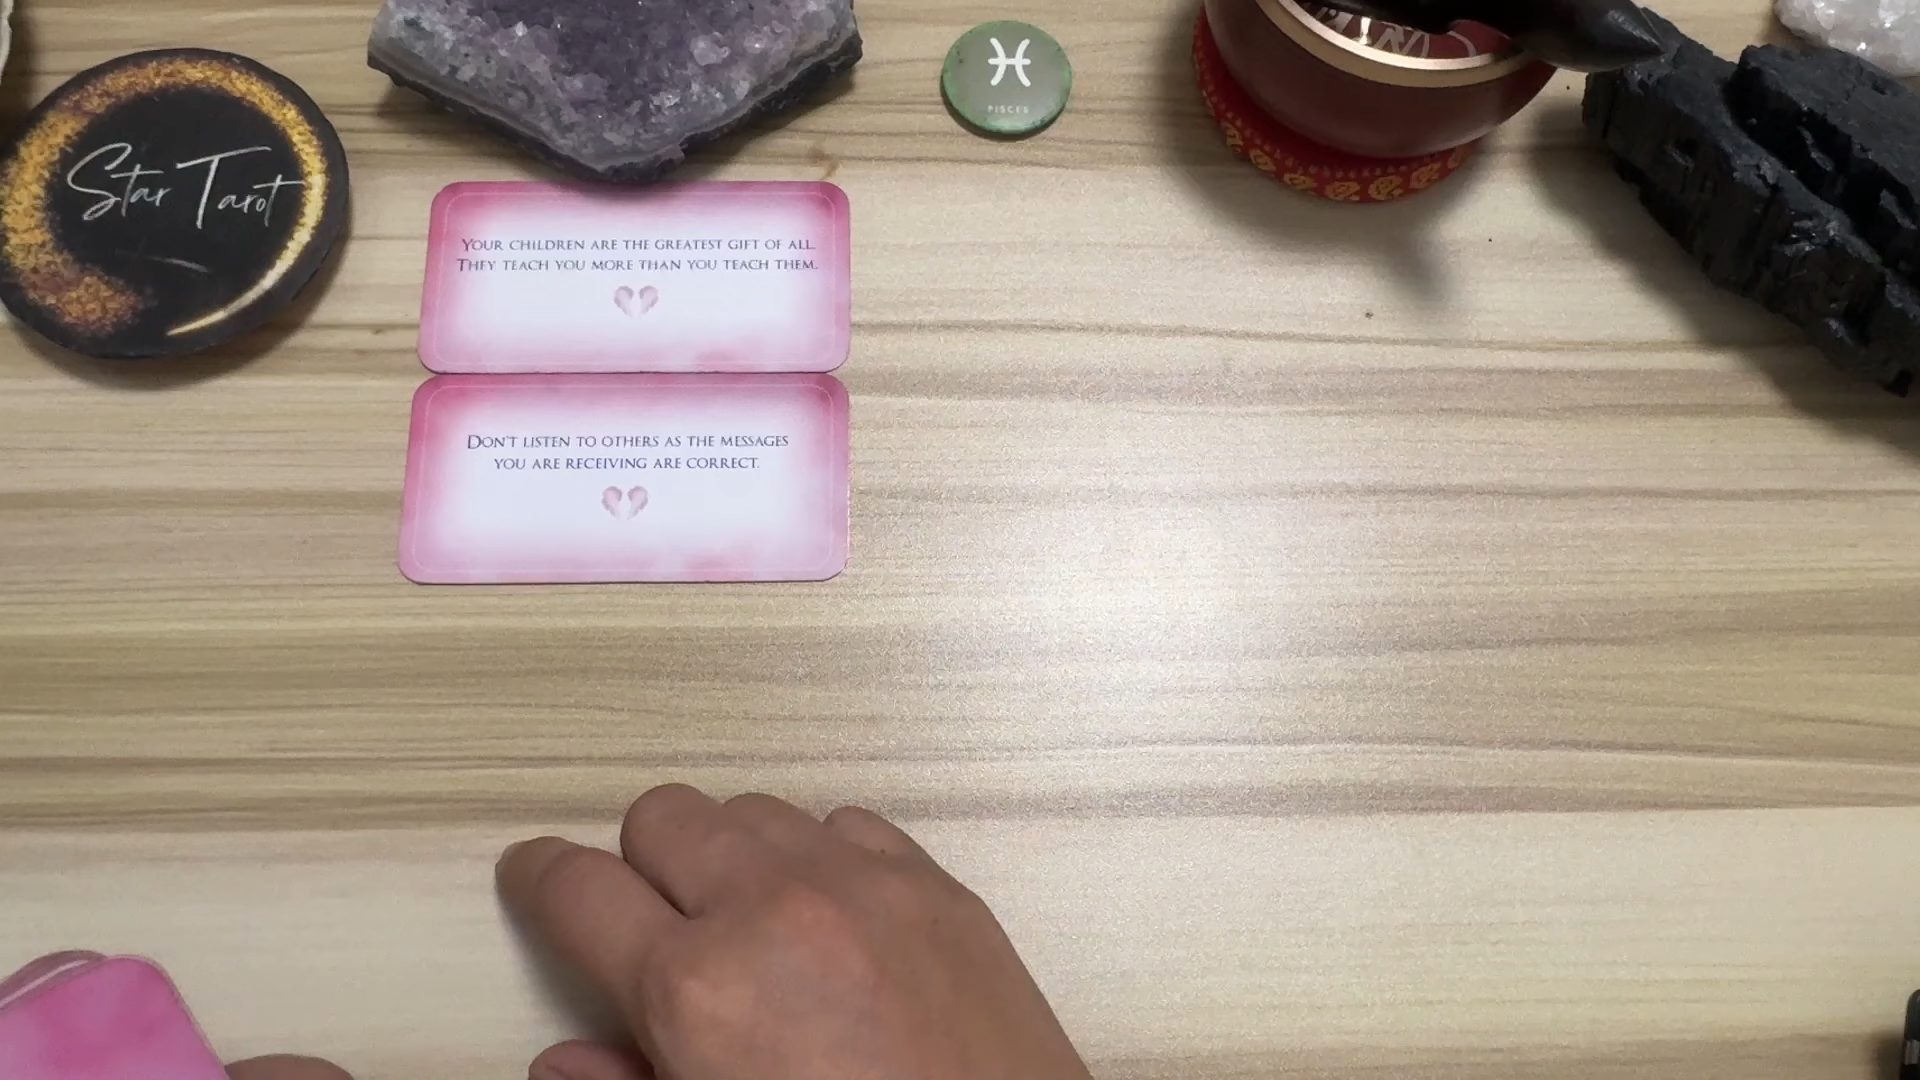 Star Tarot
PISCES
YOUR CHILDREN ARE THE GREATEST GIFT OF ALL.
THEY TEACH YOU MORE THAN YOU TEACH THEM.
DON'T LISTEN TO OTHERS AS THE MESSAGES
YOU ARE RECEIVING ARE CORRECT.